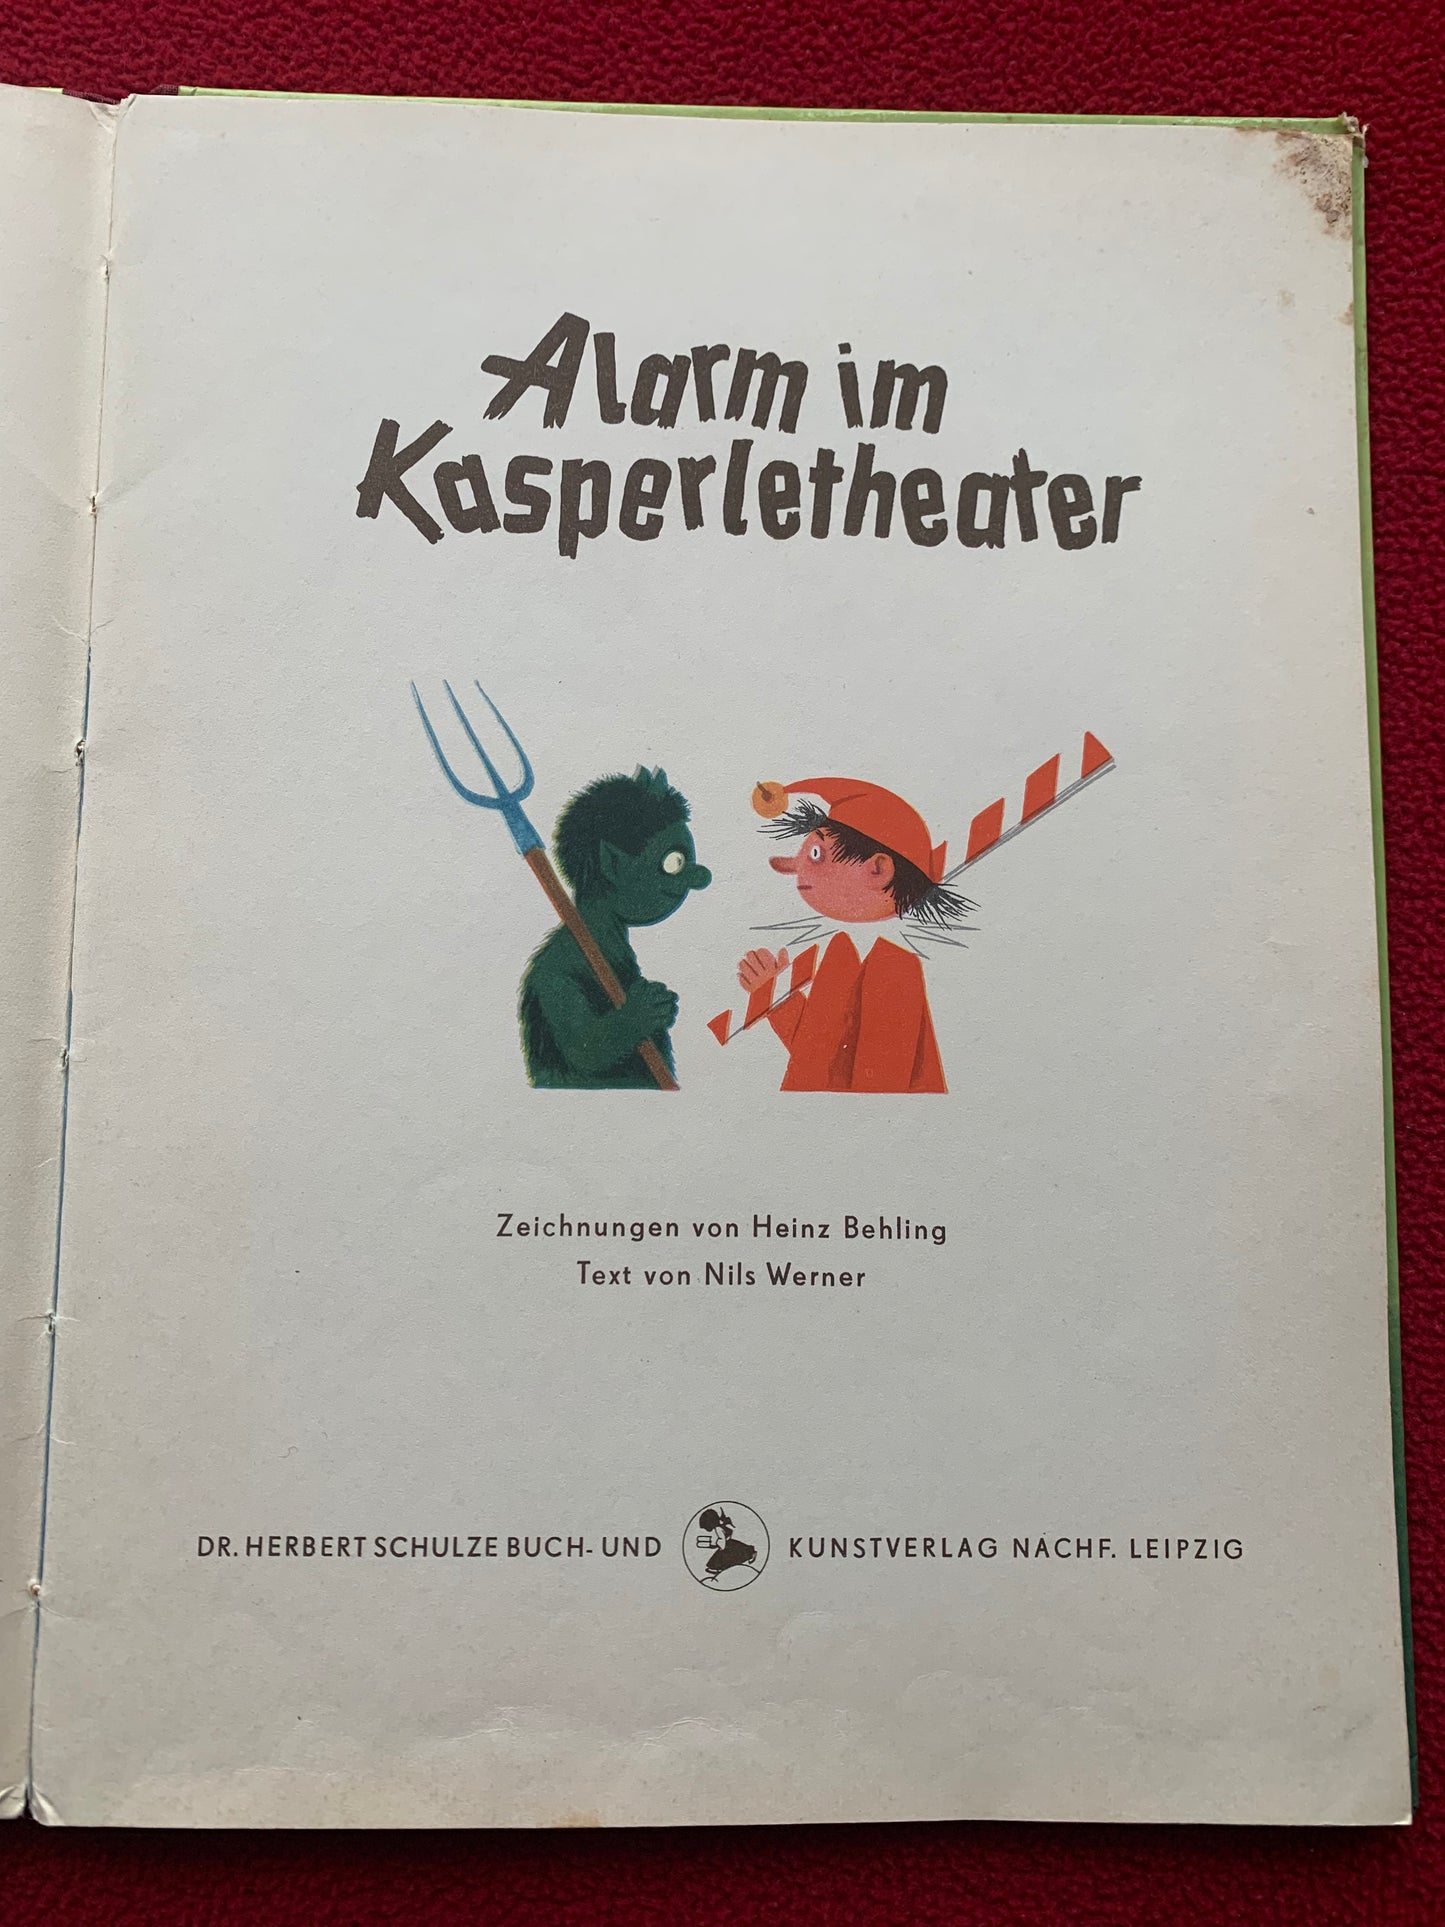 Alarm im
Kasperletheater
Zeichnungen von Heinz Behling
Text von Nils Werner
DR. HERBERT SCHULZE BUCH- UND KUNSTVERLAG NACHF. LEIPZIG